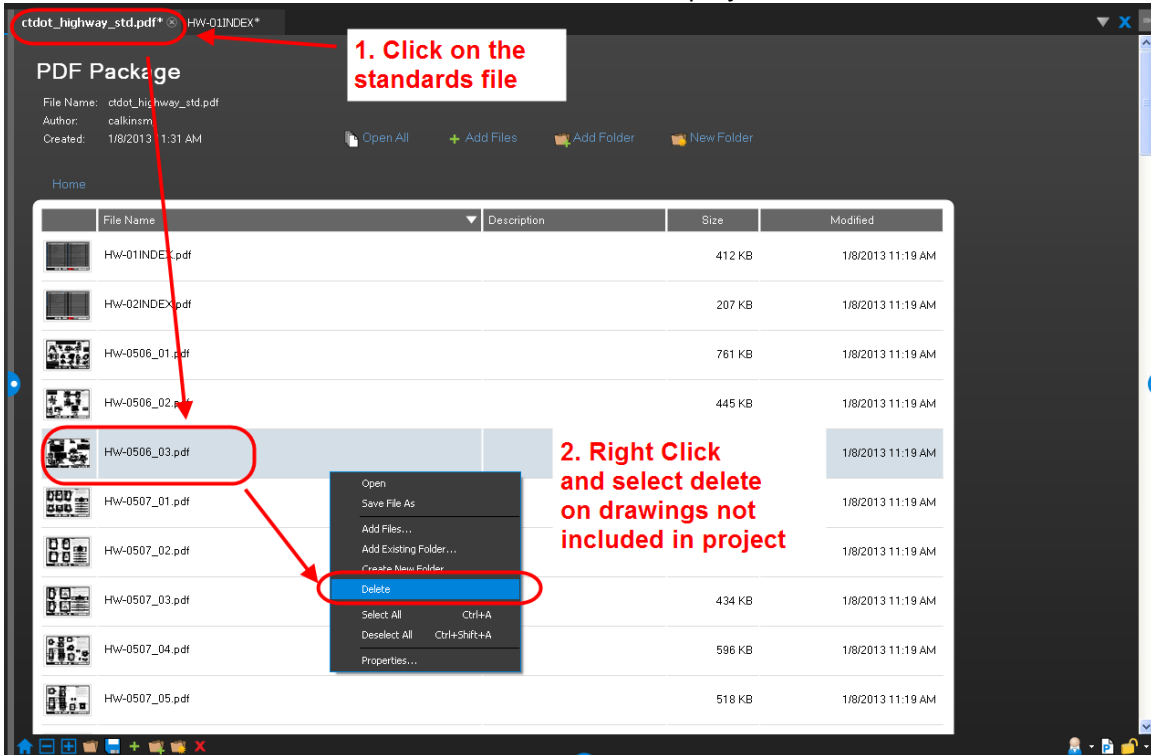 ctdot_highway_std.pdf* HW-01INDEX*
1. Click on the
standards file
PDF Package
File Name: ctdot_highway_std.pdf
Author: calkinsm
Created: 1/8/2013 11:31 AM
Open All Add Files Add Folder New Folder
Home
File Name Description Size Modified
HW-01INDEX.pdf 412 KB 1/8/2013 11:19 AM
HW-02INDEX.pdf 207 KB 1/8/2013 11:19 AM
HW-0506_01.pdf 761 KB 1/8/2013 11:19 AM
HW-0506_02.pdf 445 KB 1/8/2013 11:19 AM
HW-0506_03.pdf 1/8/2013 11:19 AM
2. Right Click
and select delete
on drawings not
included in project
Open
Save File As
Add Files...
Add Existing Folder...
Create New Folder
Delete
Select All Ctrl+A
Deselect All Ctrl+Shift+A
Properties...
HW-0507_01.pdf 1/8/2013 11:19 AM
HW-0507_02.pdf 1/8/2013 11:19 AM
HW-0507_03.pdf 434 KB 1/8/2013 11:19 AM
HW-0507_04.pdf 596 KB 1/8/2013 11:19 AM
HW-0507_05.pdf 518 KB 1/8/2013 11:19 AM